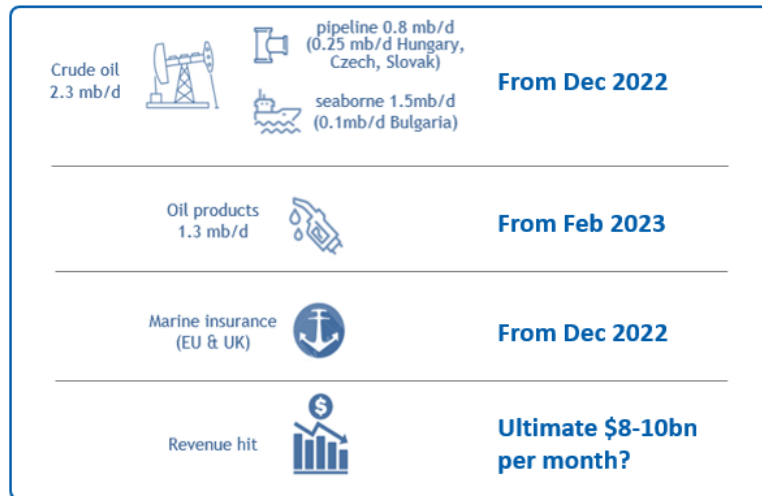 Crude oil
2.3 mb/d
pipeline 0.8 mb/d
(0.25 mb/d Hungary,
Czech, Slovak)
seaborne 1.5mb/d
(0.1mb/d Bulgaria)
From Dec 2022
Oil products
1.3 mb/d
From Feb 2023
Marine insurance
(EU & UK)
From Dec 2022
$
Revenue hit
Ultimate $8-10bn
per month?